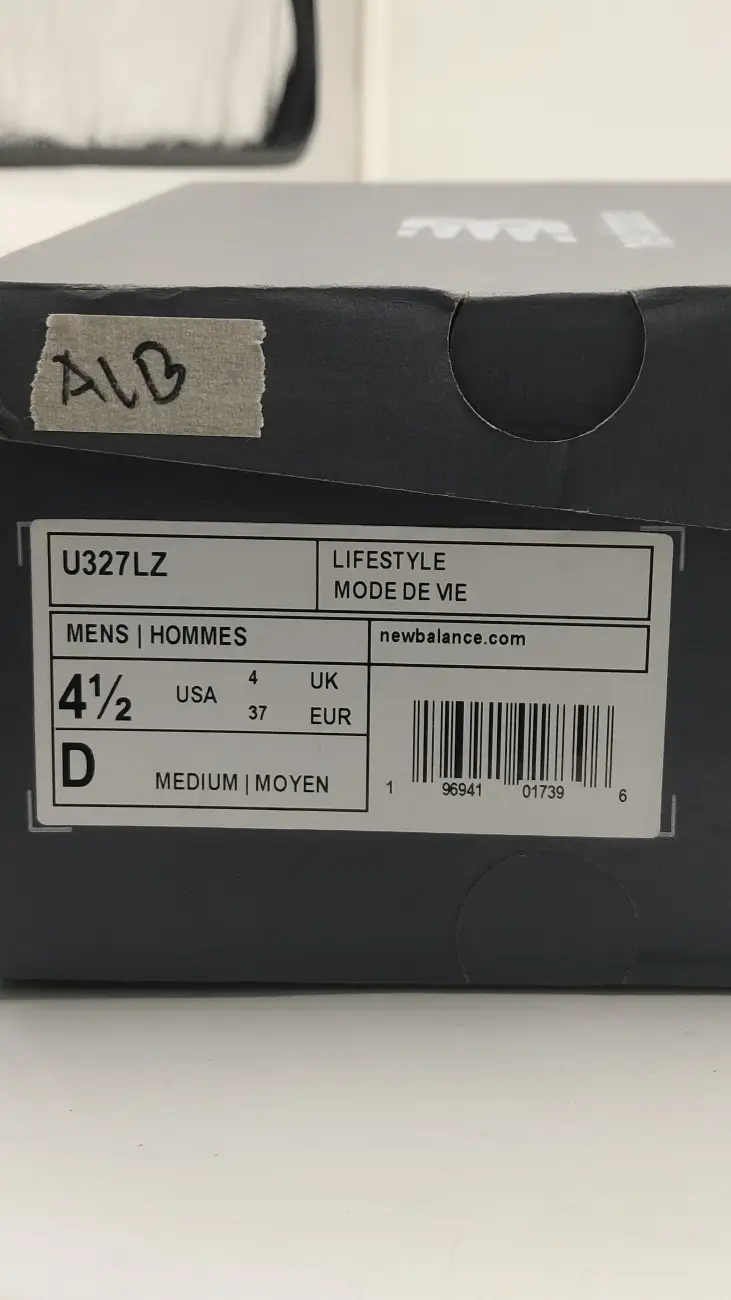 ALB
U327LZ
LIFESTYLE
MODE DE VIE
MENS | HOMMES
newbalance.com
4½ USA 4 UK
37 EUR
D MEDIUM | MOYEN
1 96941 01739 6